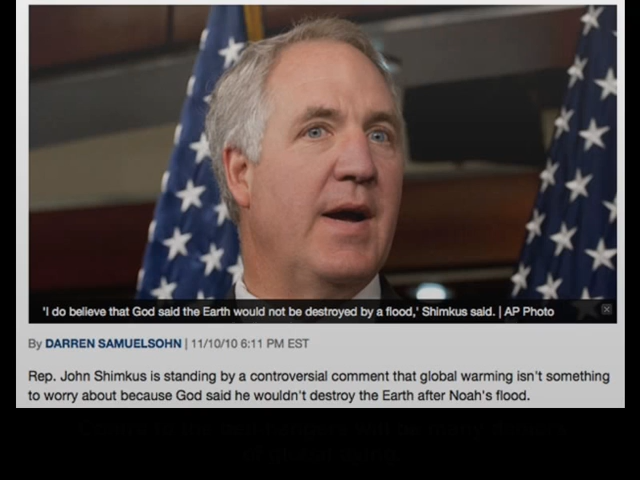 'I do believe that God said the Earth would not be destroyed by a flood,' Shimkus said. | AP Photo
By DARREN SAMUELSOHN | 11/10/10 6:11 PM EST
Rep. John Shimkus is standing by a controversial comment that global warming isn't something
to worry about because God said he wouldn't destroy the Earth after Noah's flood.